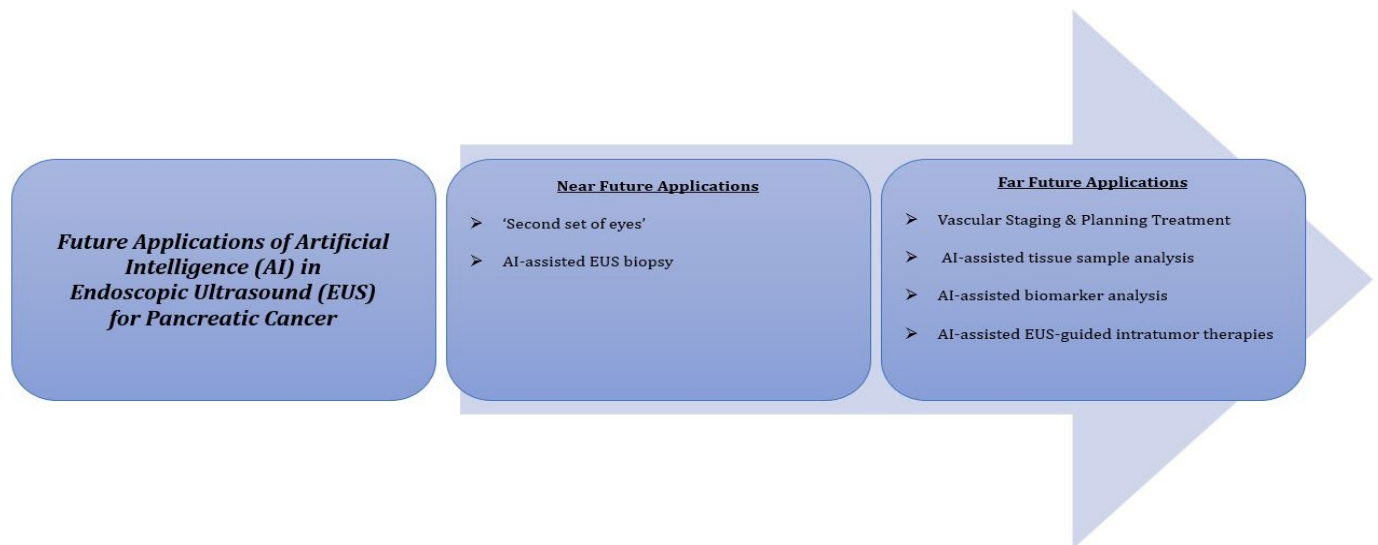 Future Applications of Artificial
Intelligence (AI) in
Endoscopic Ultrasound (EUS)
for Pancreatic Cancer
Near Future Applications
➢ ‘Second set of eyes’
➢ AI-assisted EUS biopsy
Far Future Applications
➢ Vascular Staging & Planning Treatment
➢ AI-assisted tissue sample analysis
➢ AI-assisted biomarker analysis
➢ AI-assisted EUS-guided intratumor therapies